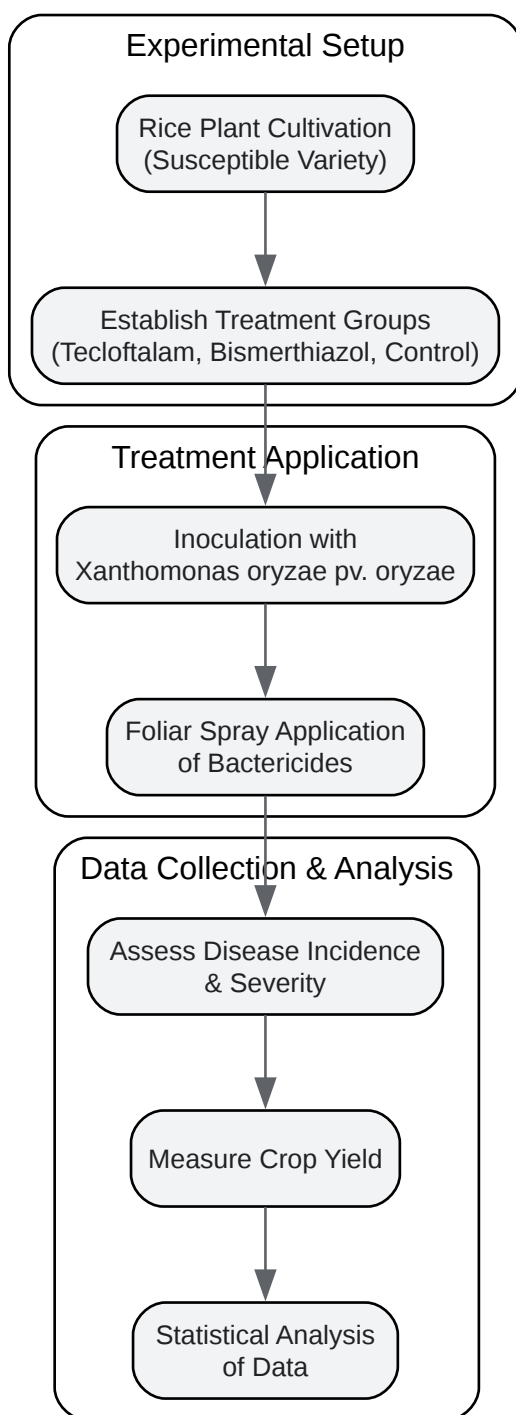 Experimental Setup
Rice Plant Cultivation
(Susceptible Variety)
Establish Treatment Groups
(Tecloftalam, Bismerthiazol, Control)
Treatment Application
Inoculation with
Xanthomonas oryzae pv. oryzae
Foliar Spray Application
of Bactericides
Data Collection & Analysis
Assess Disease Incidence
& Severity
Measure Crop Yield
Statistical Analysis
of Data